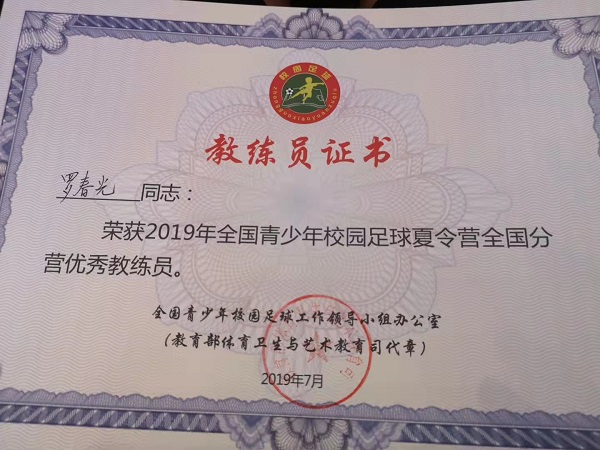 校园足球
教练员证书
罗春光同志：
荣获2019年全国青少年校园足球夏令营全国分
营优秀教练员。
全国青少年校园足球工作领导小组办公室
（教育部体育卫生与艺术教育司代章）
2019年7月